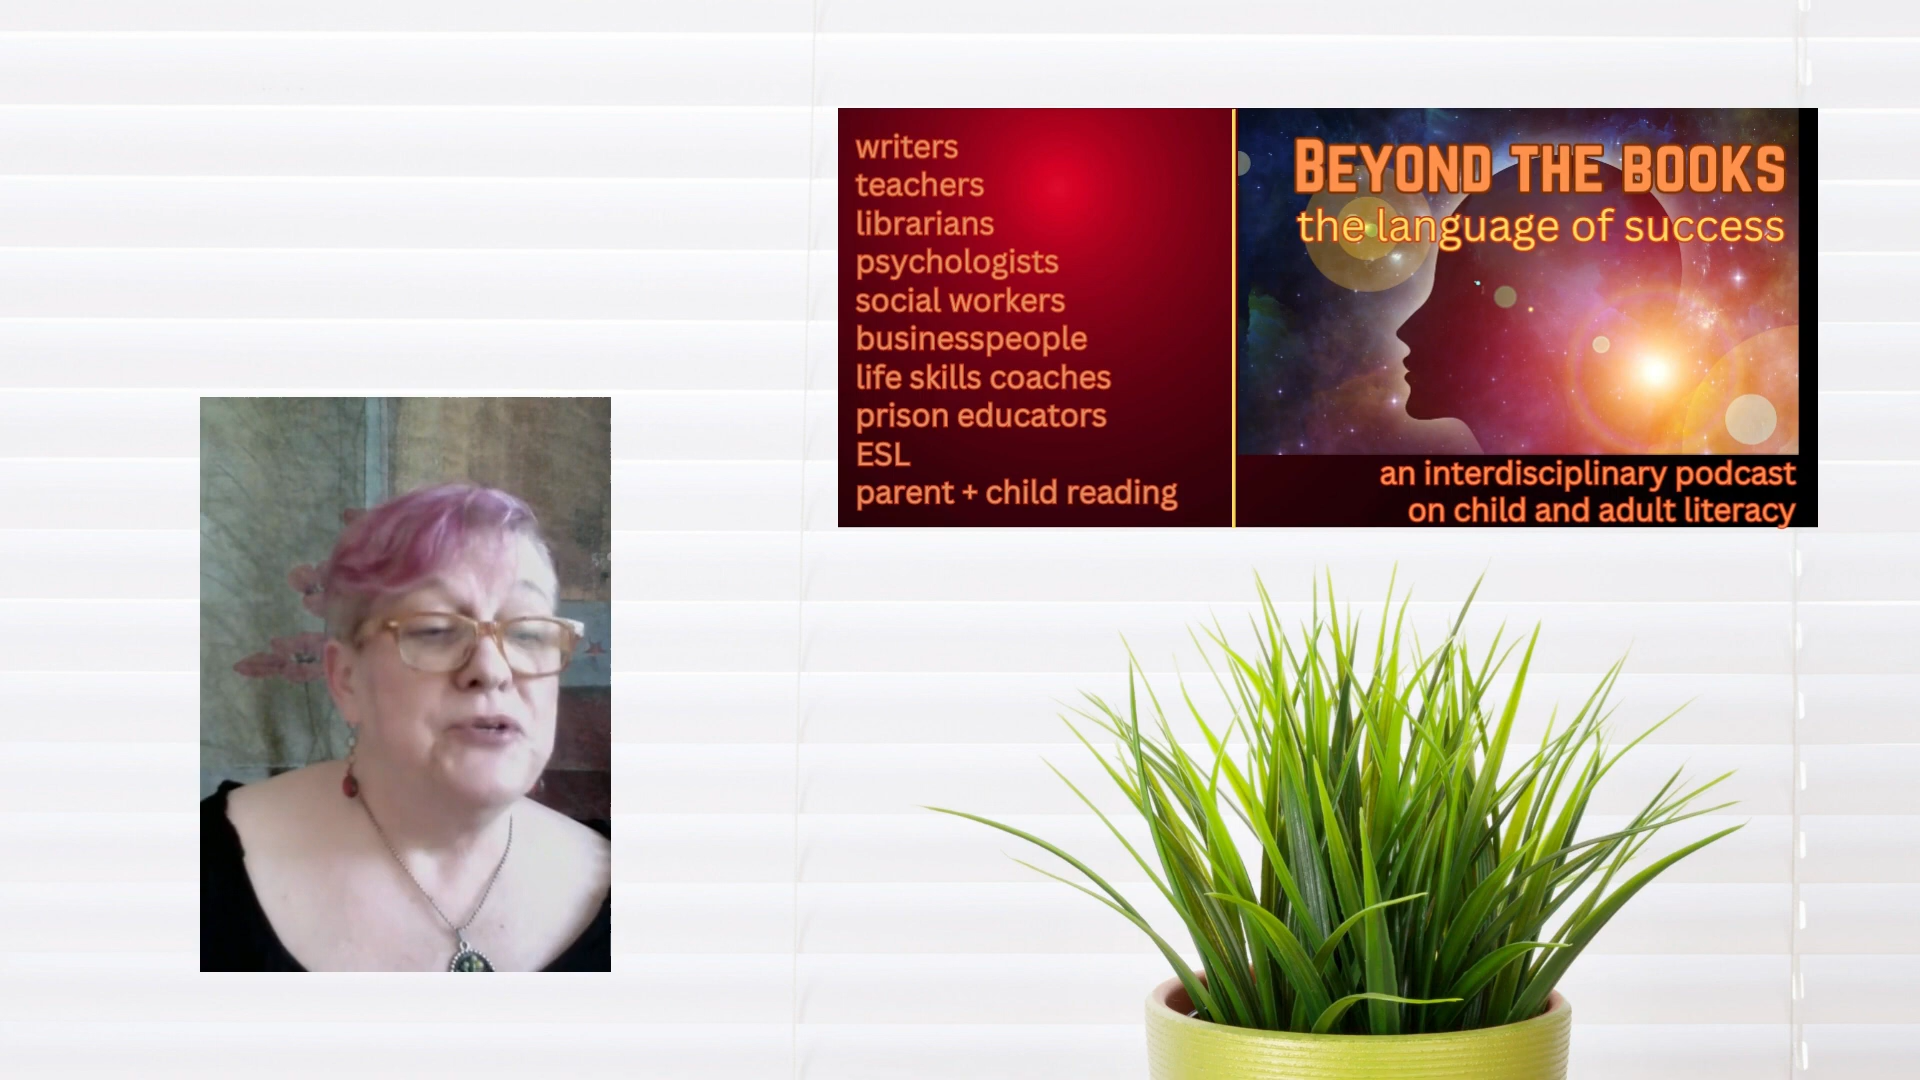 writers
teachers
librarians
psychologists
social workers
businesspeople
life skills coaches
prison educators
ESL
parent + child reading
BEYOND THE BOOKS
the language of success
an interdisciplinary podcast
on child and adult literacy